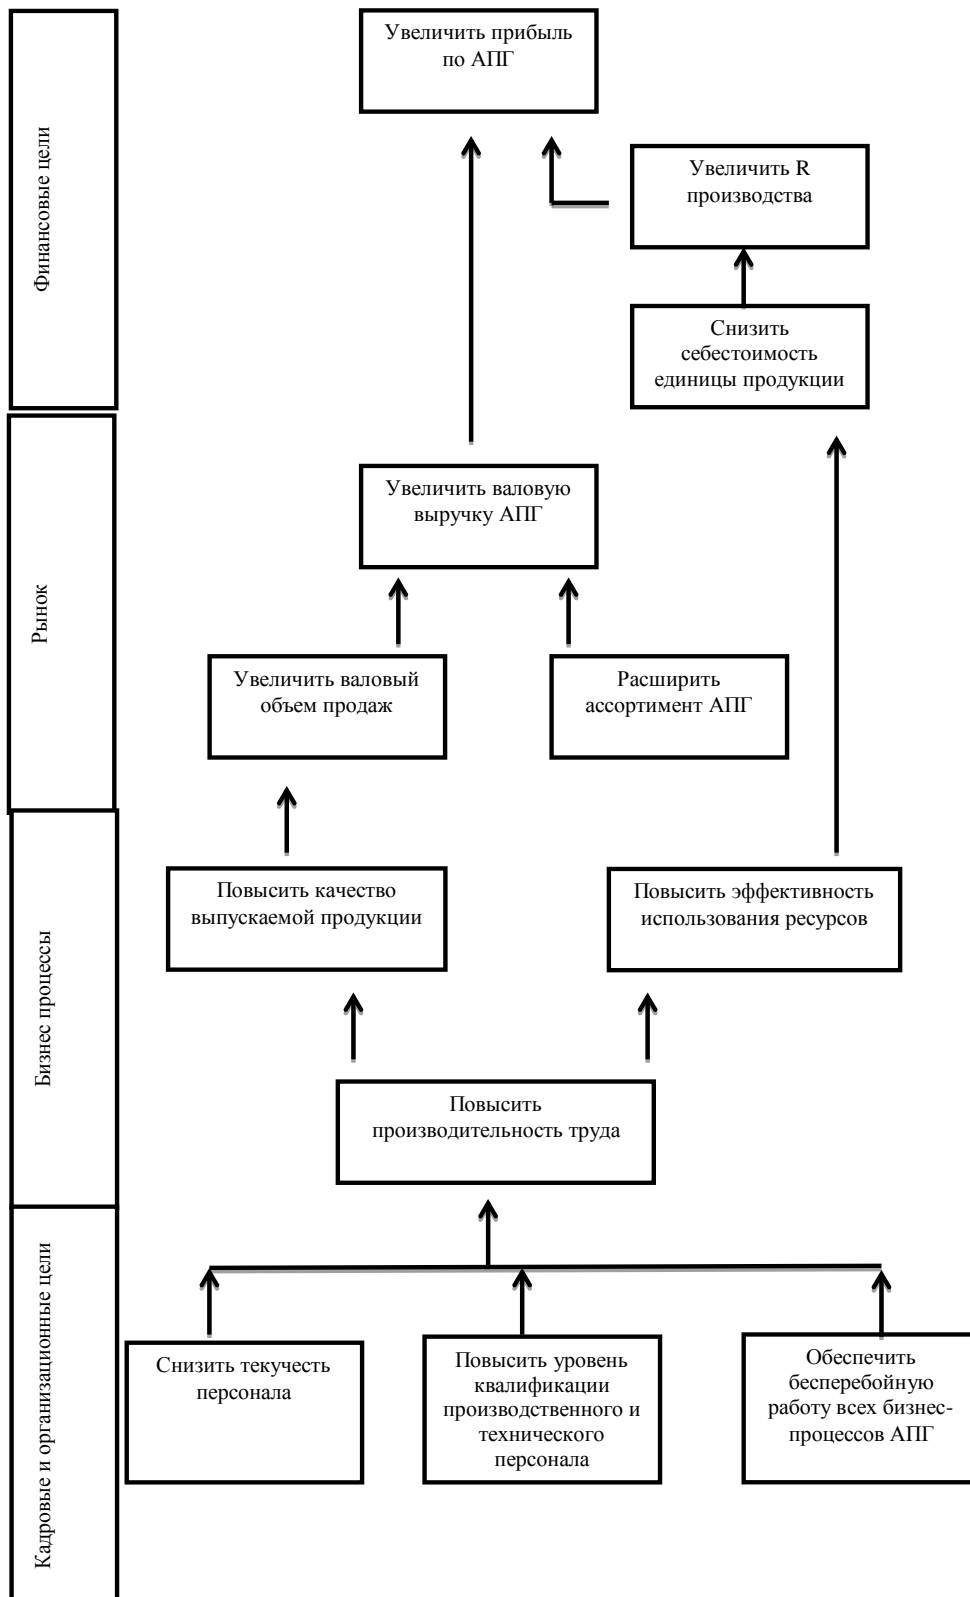 Финансовые цели
Увеличить прибыль
по АПГ
Увеличить R
производства
Снизить
себестоимость
единицы продукции
Рынок
Увеличить валовую
выручку АПГ
Увеличить валовый
объем продаж
Расширить
ассортимент АПГ
Бизнес процессы
Повысить качество
выпускаемой продукции
Повысить эффективность
использования ресурсов
Повысить
производительность труда
Кадровые и организационные цели
Снизить текучесть
персонала
Повысить уровень
квалификации
производственного и
технического
персонала
Обеспечить
бесперебойную
работу всех бизнес-
процессов АПГ